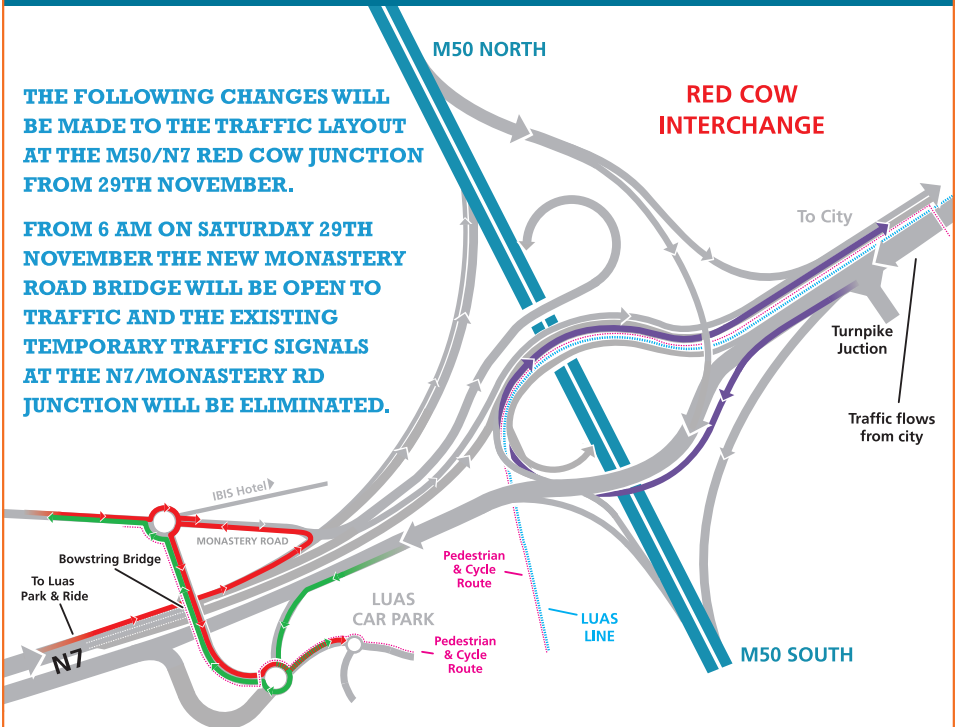 M50 NORTH
RED COW
INTERCHANGE
THE FOLLOWING CHANGES WILL
BE MADE TO THE TRAFFIC LAYOUT
AT THE M50/N7 RED COW JUNCTION
FROM 29TH NOVEMBER.
FROM 6 AM ON SATURDAY 29TH
NOVEMBER THE NEW MONASTERY
ROAD BRIDGE WILL BE OPEN TO
TRAFFIC AND THE EXISTING
TEMPORARY TRAFFIC SIGNALS
AT THE N7/MONASTERY RD
JUNCTION WILL BE ELIMINATED.
To City
Turnpike
Juction
Traffic flows
from city
IBIS Hotel
MONASTERY ROAD
Bowstring Bridge
To Luas
Park & Ride
N7
LUAS
CAR PARK
Pedestrian
& Cycle
Route
LUAS
LINE
Pedestrian
& Cycle
Route
M50 SOUTH